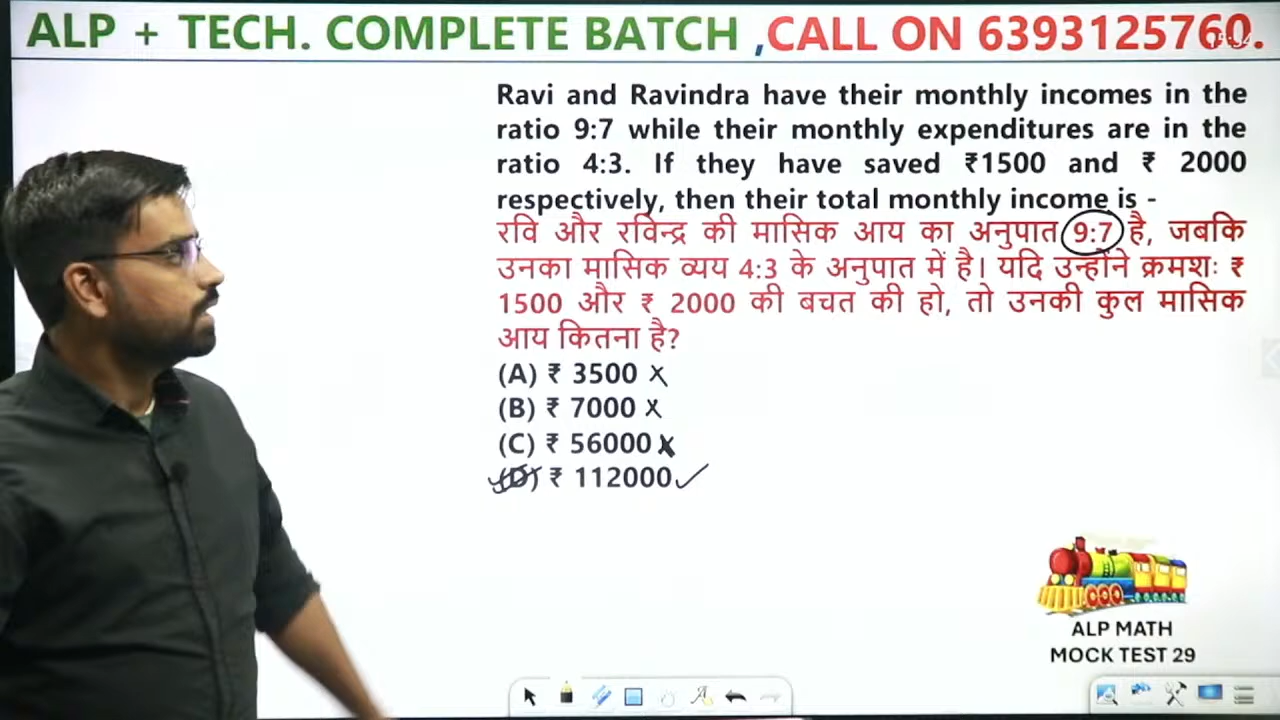 ALP + TECH. COMPLETE BATCH ,CALL ON 6393125760.
Ravi and Ravindra have their monthly incomes in the
ratio 9:7 while their monthly expenditures are in the
ratio 4:3. If they have saved ₹1500 and ₹ 2000
respectively, then their total monthly income is -
रवि और रविन्द्र की मासिक आय का अनुपात 9:7 है, जबकि
उनका मासिक व्यय 4:3 के अनुपात में है। यदि उन्होंने क्रमशः ₹
1500 और ₹ 2000 की बचत की हो, तो उनकी कुल मासिक
आय कितना है?
(A) ₹ 3500 ×
(B) ₹ 7000 ×
(C) ₹ 56000 ×
(D) ₹ 112000 ✓
ALP MATH
MOCK TEST 29